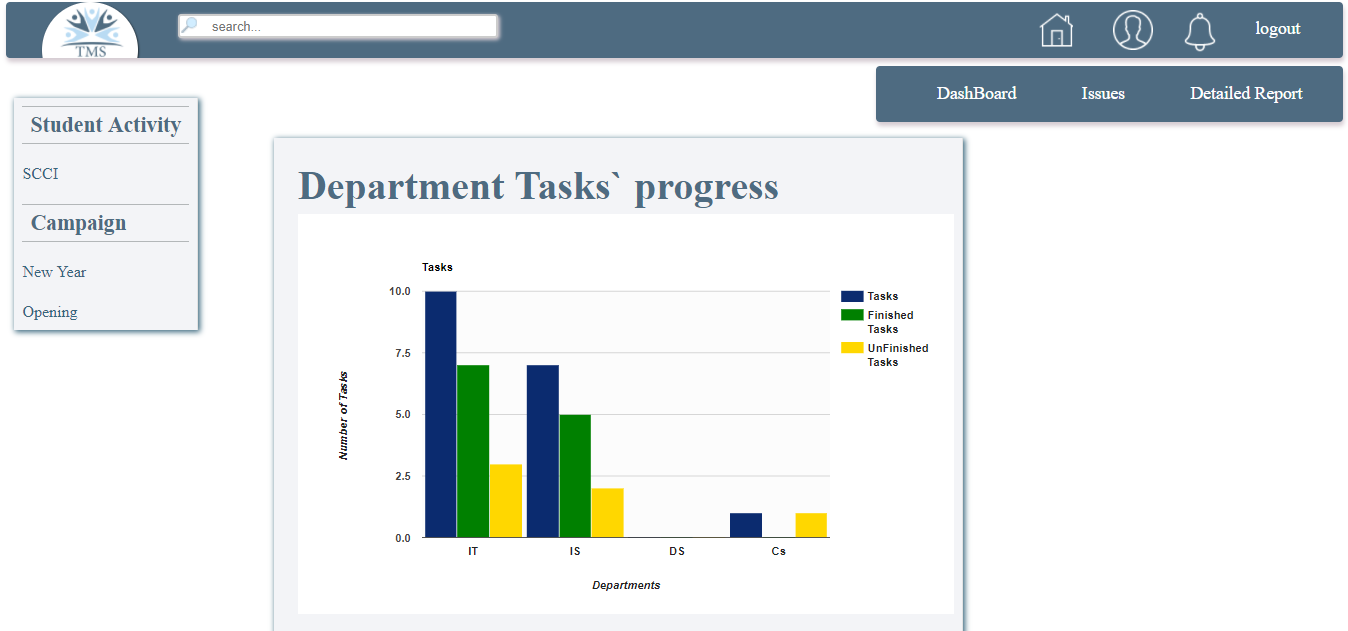 TMS
search...
logout
DashBoard
Issues
Detailed Report
Student Activity
SCCI
Campaign
New Year
Opening
Department Tasks` progress
Tasks
10.0
7.5
5.0
2.5
0.0
Number of Tasks
IT
IS
DS
Cs
Departments
Tasks
Finished
Tasks
UnFinished
Tasks